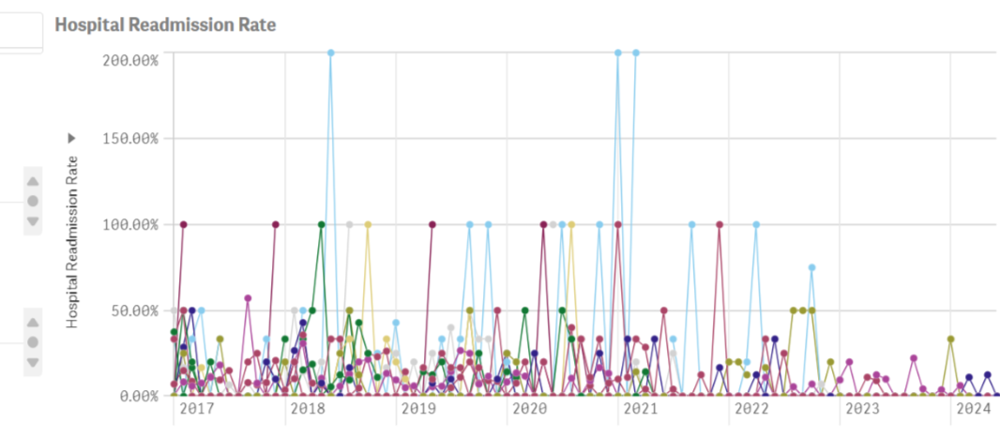 Hospital Readmission Rate
200.00%
150.00%
100.00%
50.00%
0.00%
Hospital Readmission Rate
2017 2018 2019 2020 2021 2022 2023 2024